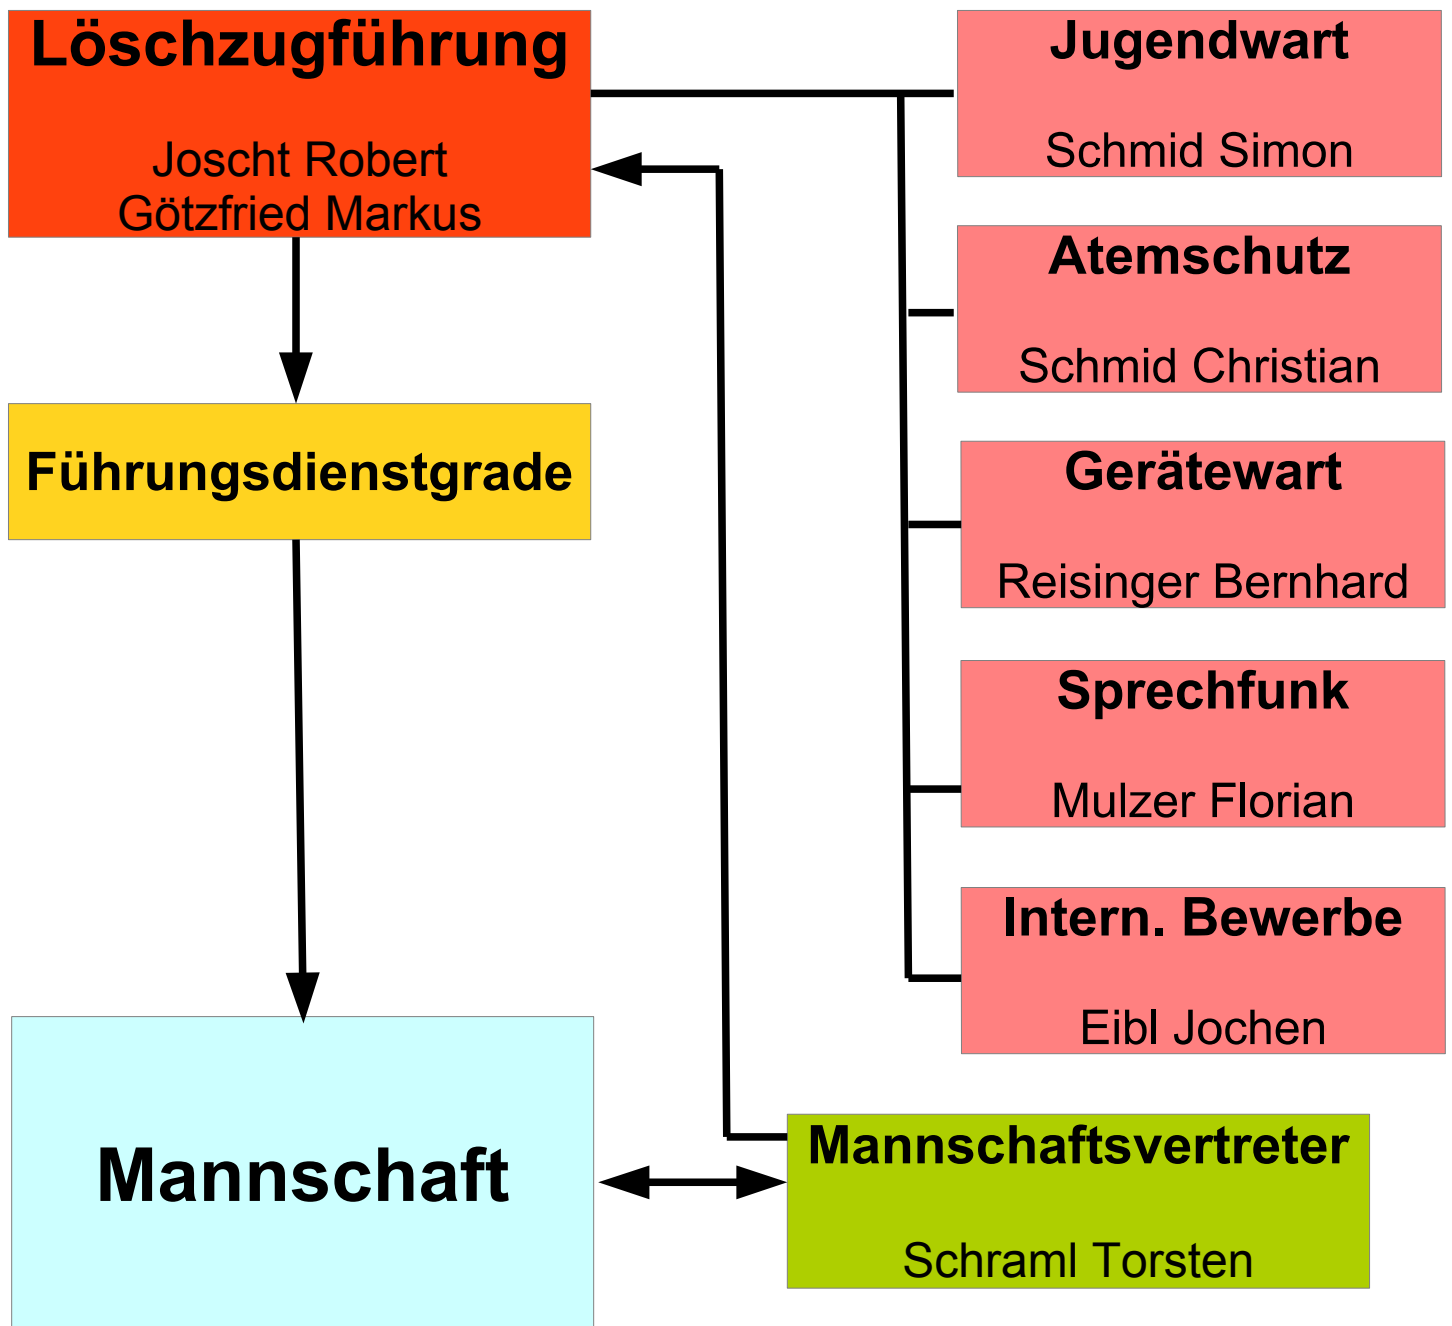 Löschzugführung
Joscht Robert
Götzfried Markus
Führungsdienstgrade
Mannschaft
Jugendwart
Schmid Simon
Atemschutz
Schmid Christian
Gerätewart
Reisinger Bernhard
Sprechfunk
Mulzer Florian
Intern. Bewerbe
Eibl Jochen
Mannschaftsvertreter
Schraml Torsten